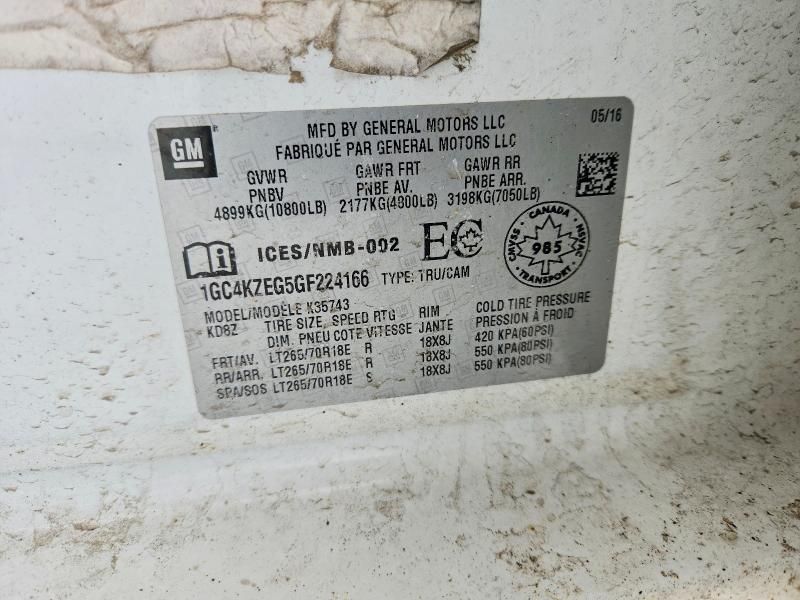 GM
MFD BY GENERAL MOTORS LLC
05/16
FABRIQUÉ PAR GENERAL MOTORS LLC
GVWR GAWR FRT GAWR RR
PNBV PNBE AV. PNBE ARR.
4899KG(10800LB) 2177KG(4800LB) 3198KG(7050LB)
ICES/NMB-002
CANADA
CMVSS 985 NSVAC
TRANSPORT
1GC4KZEG5GF224166 TYPE: TRU/CAM
MODEL/MODÈLE K35743
KD8Z
TIRE SIZE, SPEED RTG RIM COLD TIRE PRESSURE
DIM. PNEU COTE VITESSE JANTE PRESSION À FROID
FRT/AV. LT265/70R18E R 18X8J 420 KPA(60PSI)
RR/ARR. LT265/70R18E R 18X8J 550 KPA(80PSI)
SPA/SOS LT265/70R18E S 18X8J 550 KPA(80PSI)